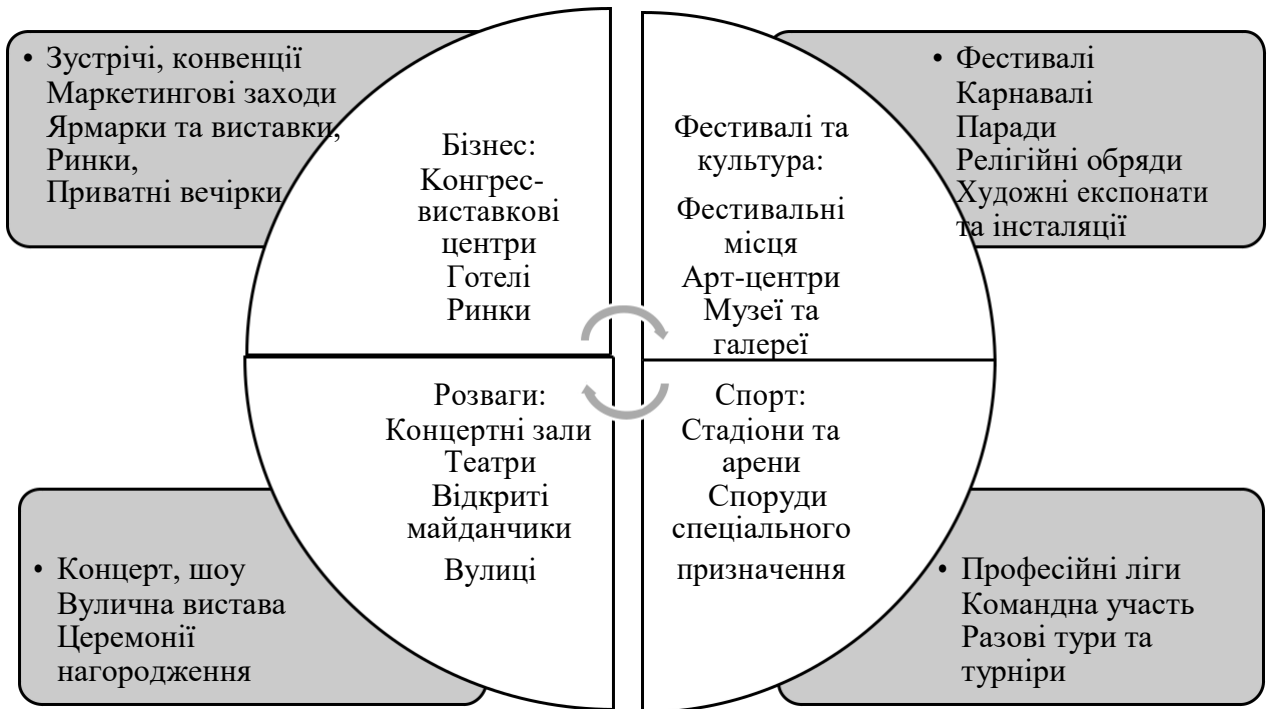 • Зустрічі, конвенції
Маркетингові заходи
Ярмарки та виставки,
Ринки,
Приватні вечірки
Бізнес:
Конгрес-
виставкові
центри
Готелі
Ринки
Фестивалі та
культура:
Фестивальні
місця
Арт-центри
Музеї та
галереї
• Фестивалі
Карнавалі
Паради
Релігійні обряди
Художні експонати
та інсталяції
• Концерт, шоу
Вулична вистава
Церемонії
нагородження
Розваги:
Концертні зали
Театри
Відкриті
майданчики
Вулиці
Спорт:
Стадіони та
арени
Споруди
спеціального
призначення
• Професійні ліги
Командна участь
Разові тури та
турніри